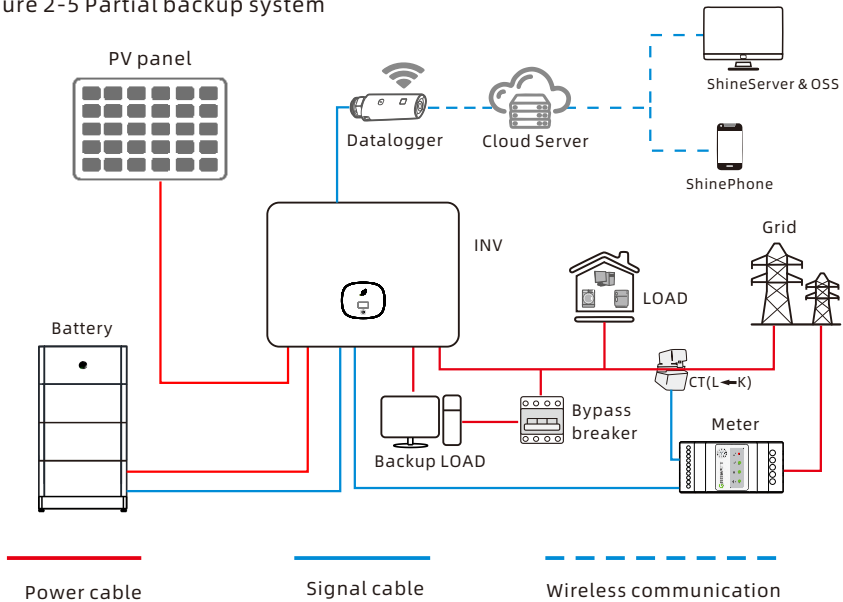 ure 2-5 Partial backup system
PV panel
ShineServer & OSS
Datalogger
Cloud Server
ShinePhone
Grid
INV
LOAD
Battery
CT(L←K)
Bypass
breaker
Meter
Backup LOAD
Power cable
Signal cable
Wireless communication